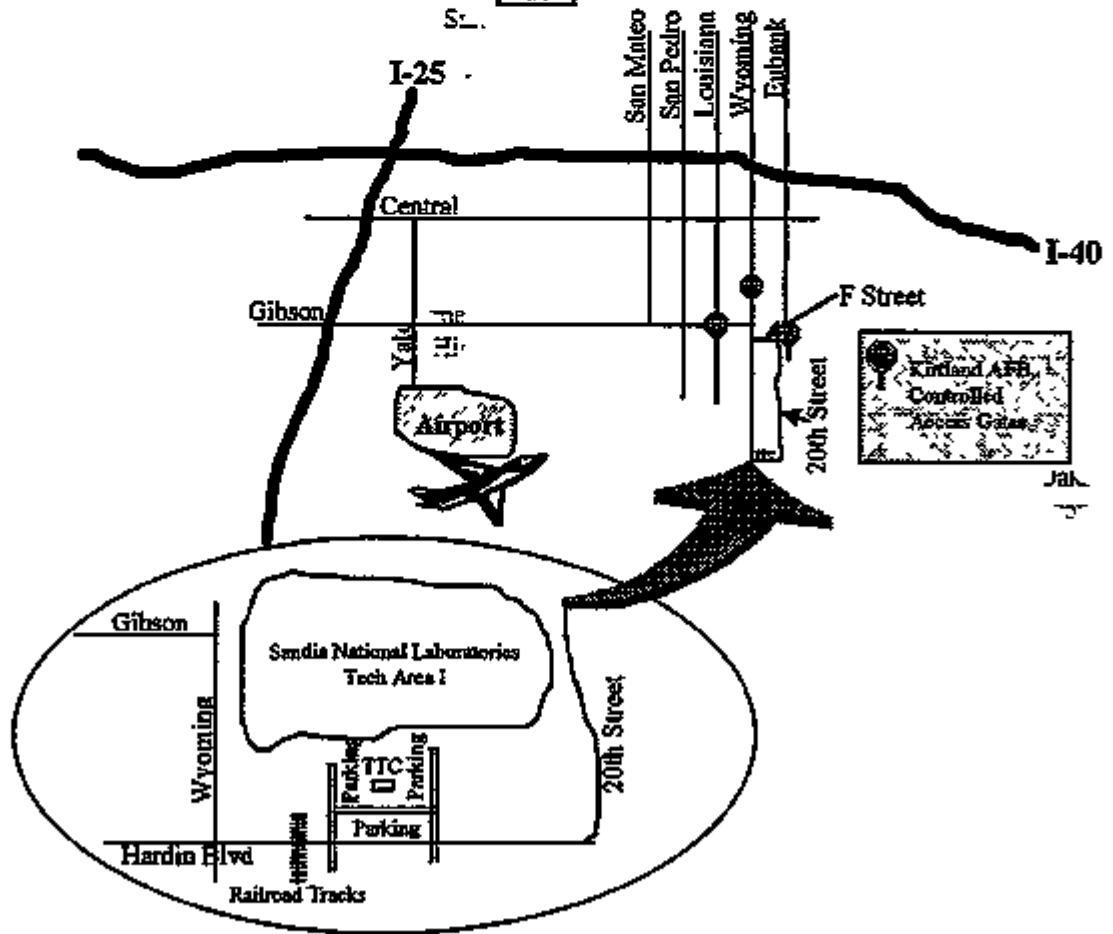 San Mateo
San Pedro
Louisiana
Wyoming
Eubank
I-25
Central
I-40
Gibson
F Street
Yale
Airport
20th Street
Kirtland AFB
Controlled
Access Gates
Gibson
Sandia National Laboratories
Tech Area I
Wyoming
20th Street
Parking
TTC
Parking
Parking
Hardin Blvd
Railroad Tracks